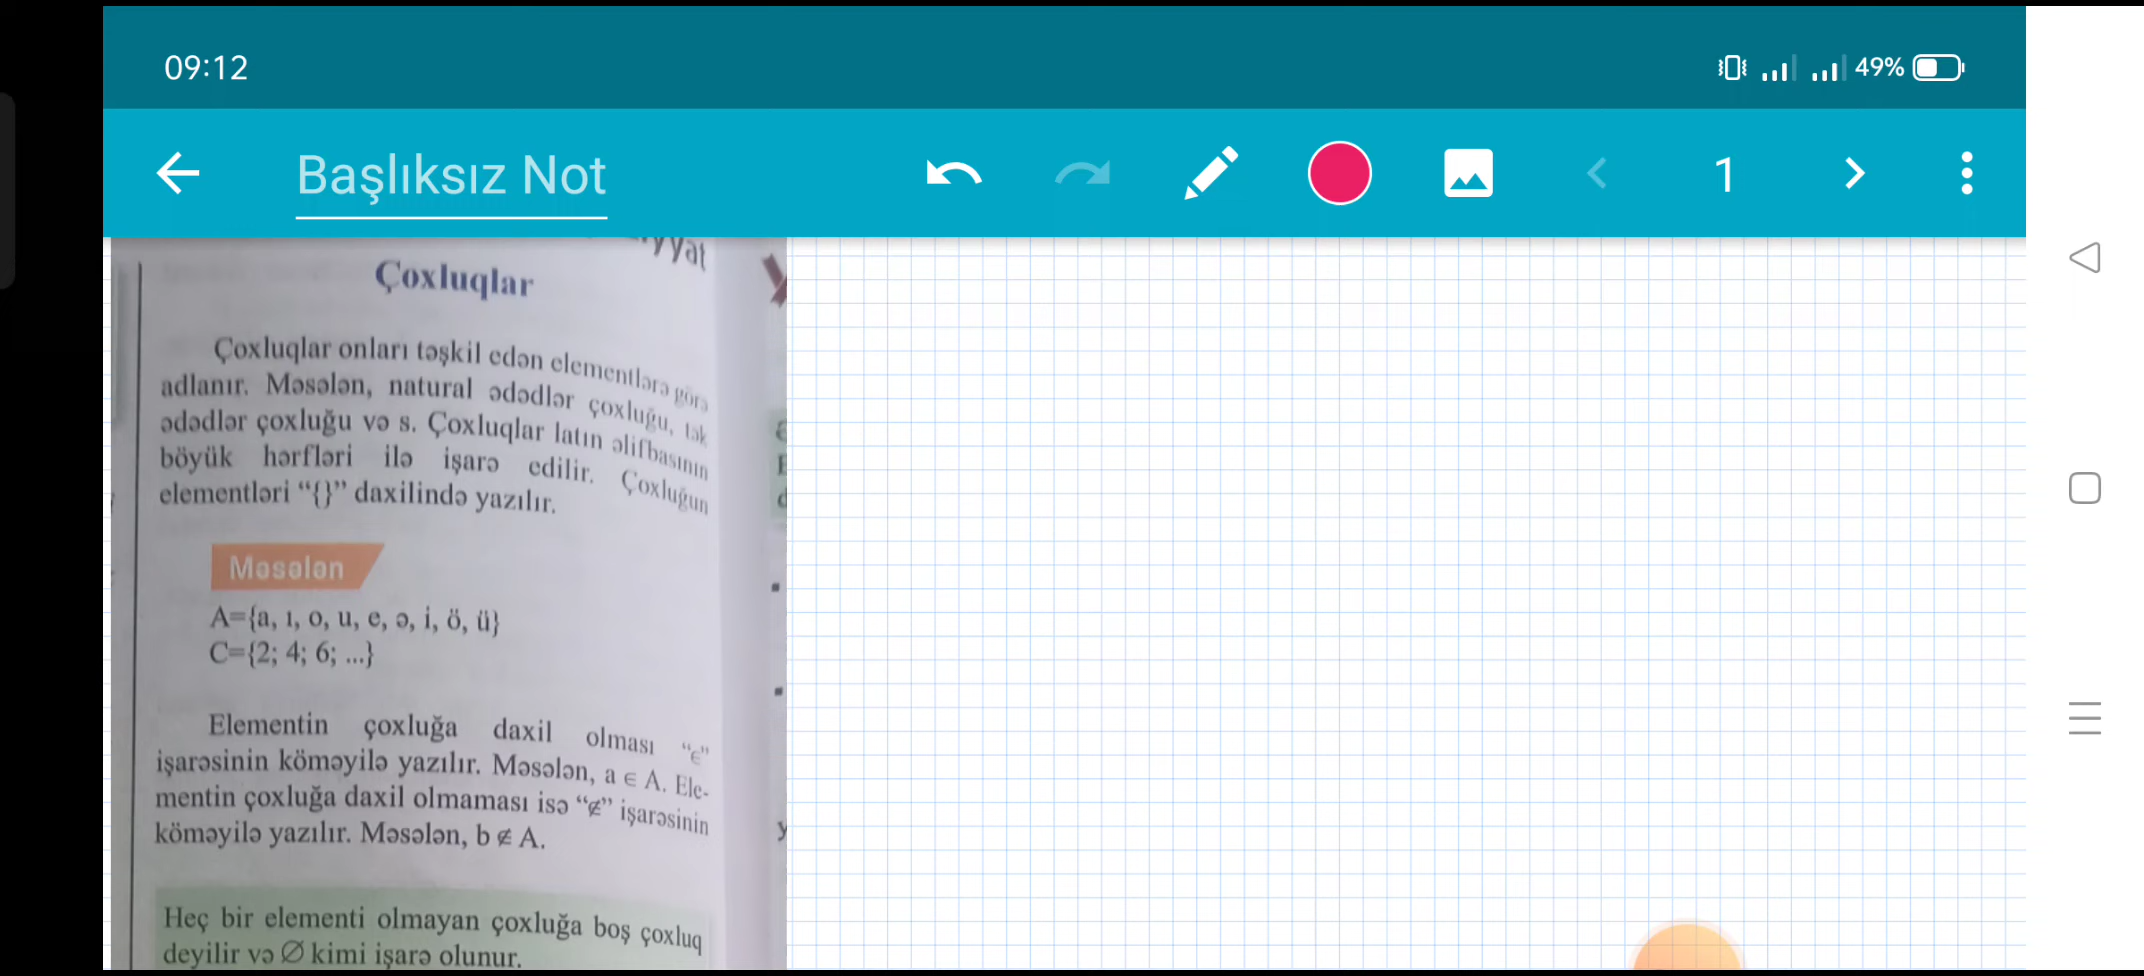 09:12
49%
Başlıksız Not
1
Çoxluqlar
Çoxluqlar onları təşkil edən elementlərə görə
adlanır. Məsələn, natural ədədlər çoxluğu, tək
ədədlər çoxluğu və s. Çoxluqlar latın əlifbasının
böyük hərfləri ilə işarə edilir. Çoxluğun
elementləri “{}” daxilində yazılır.
Məsələn
A={a, ı, o, u, e, ə, i, ö, ü}
C={2; 4; 6; ...}
Elementin çoxluğa daxil olması “∈”
işarəsinin köməyilə yazılır. Məsələn, a ∈ A. Ele-
mentin çoxluğa daxil olmaması isə “∉” işarəsinin
köməyilə yazılır. Məsələn, b ∉ A.
Heç bir elementi olmayan çoxluğa boş çoxluq
deyilir və ∅ kimi işarə olunur.